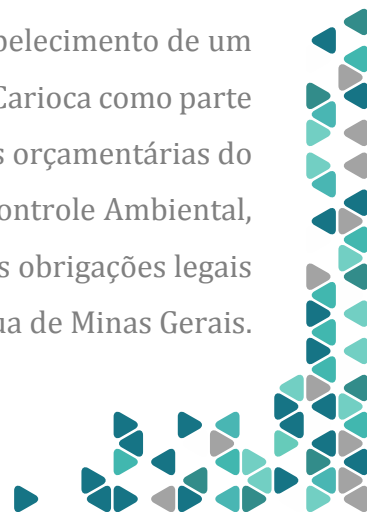 belecimento de um
Carioca como parte
s orçamentárias do
ontrole Ambiental,
s obrigações legais
ua de Minas Gerais.